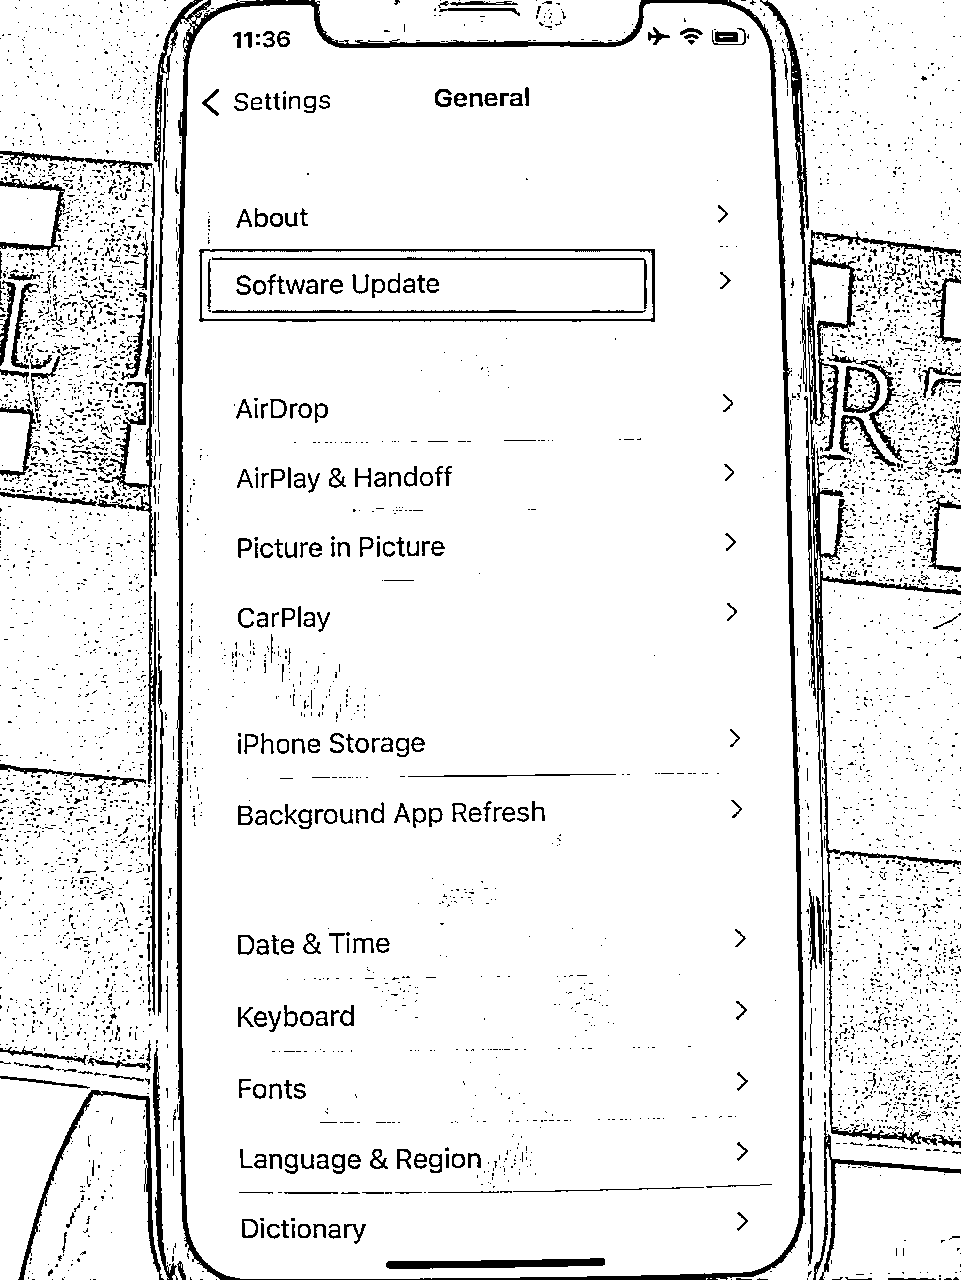 11:36
Settings
General
About
Software Update
AirDrop
AirPlay & Handoff
Picture in Picture
CarPlay
iPhone Storage
Background App Refresh
Date & Time
Keyboard
Fonts
Language & Region
Dictionary
L
R T